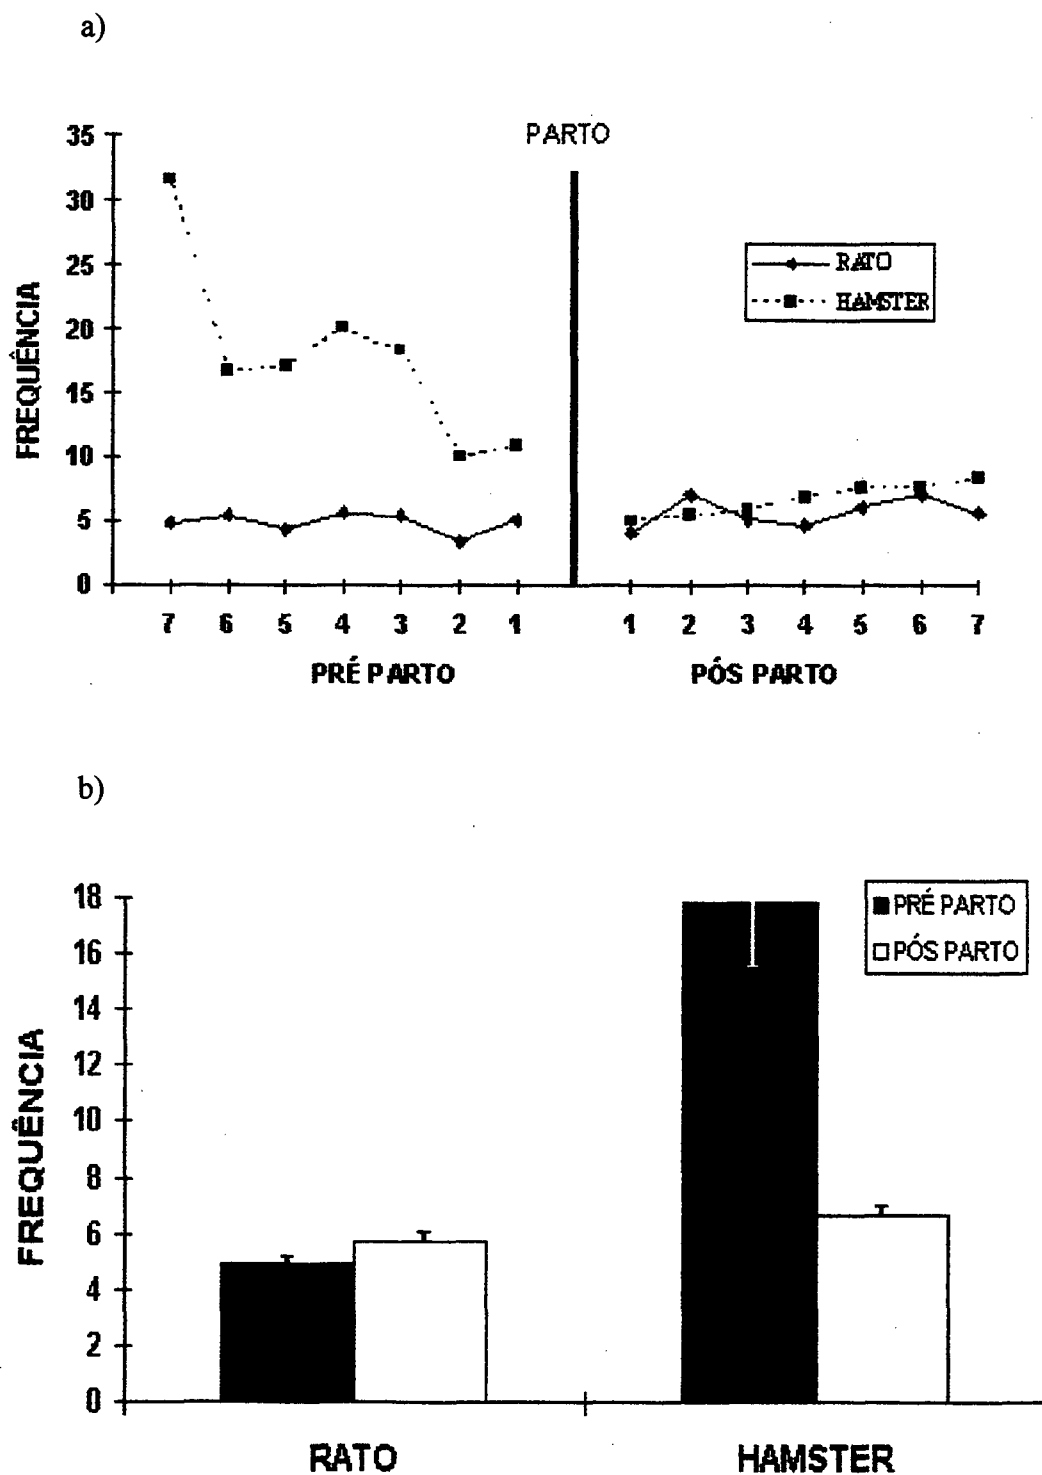 a)
PARTO
35
30
25
20
15
10
5
0
FREQUÊNCIA
RATO
HAMSTER
7 6 5 4 3 2 1 1 2 3 4 5 6 7
PRÉ PARTO PÓS PARTO
b)
18
16
14
12
10
8
6
4
2
0
FREQUÊNCIA
PRÉ PARTO
PÓS PARTO
RATO HAMSTER